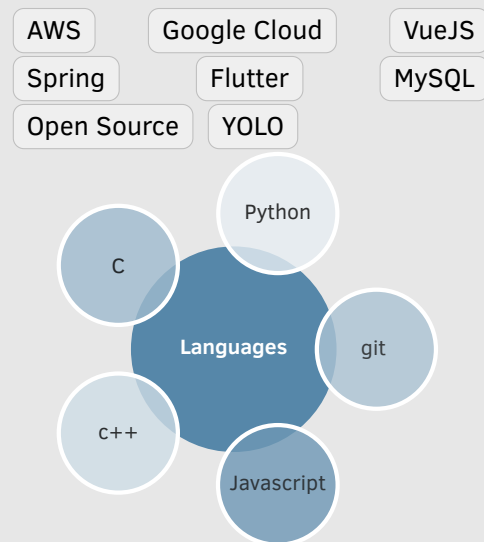 AWS Google Cloud VueJS
Spring Flutter MySQL
Open Source YOLO
Python
C
Languages
git
c++
Javascript